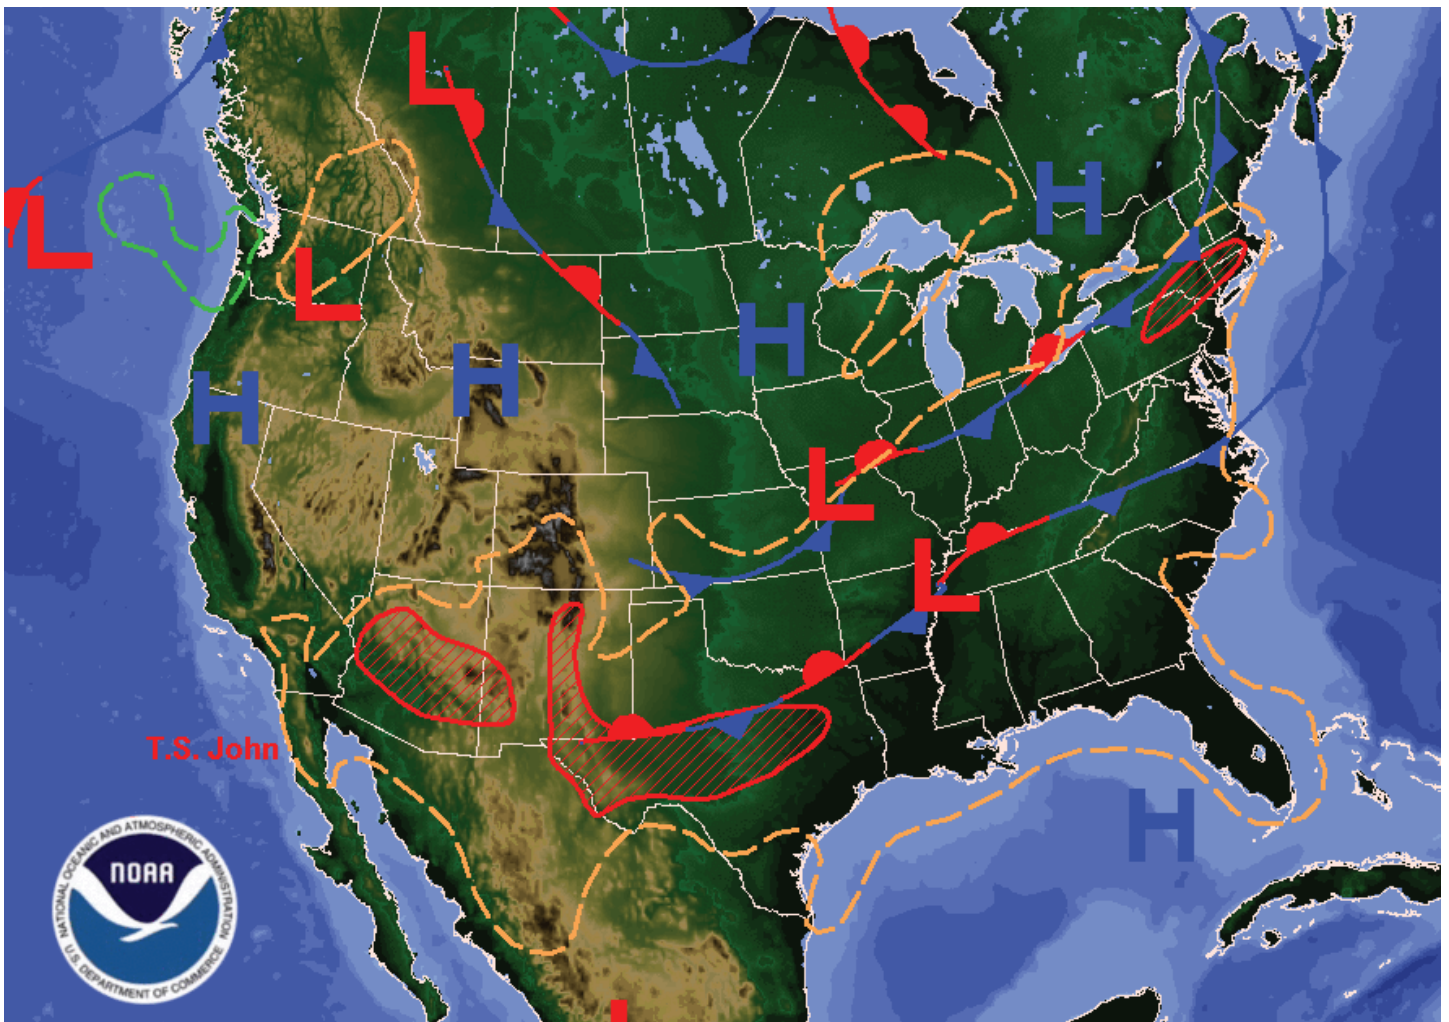 L
L
H
L
H
H
H
L
L
H
T.S. John
L
NATIONAL OCEANIC AND ATMOSPHERIC ADMINISTRATION
NOAA
U.S. DEPARTMENT OF COMMERCE
H